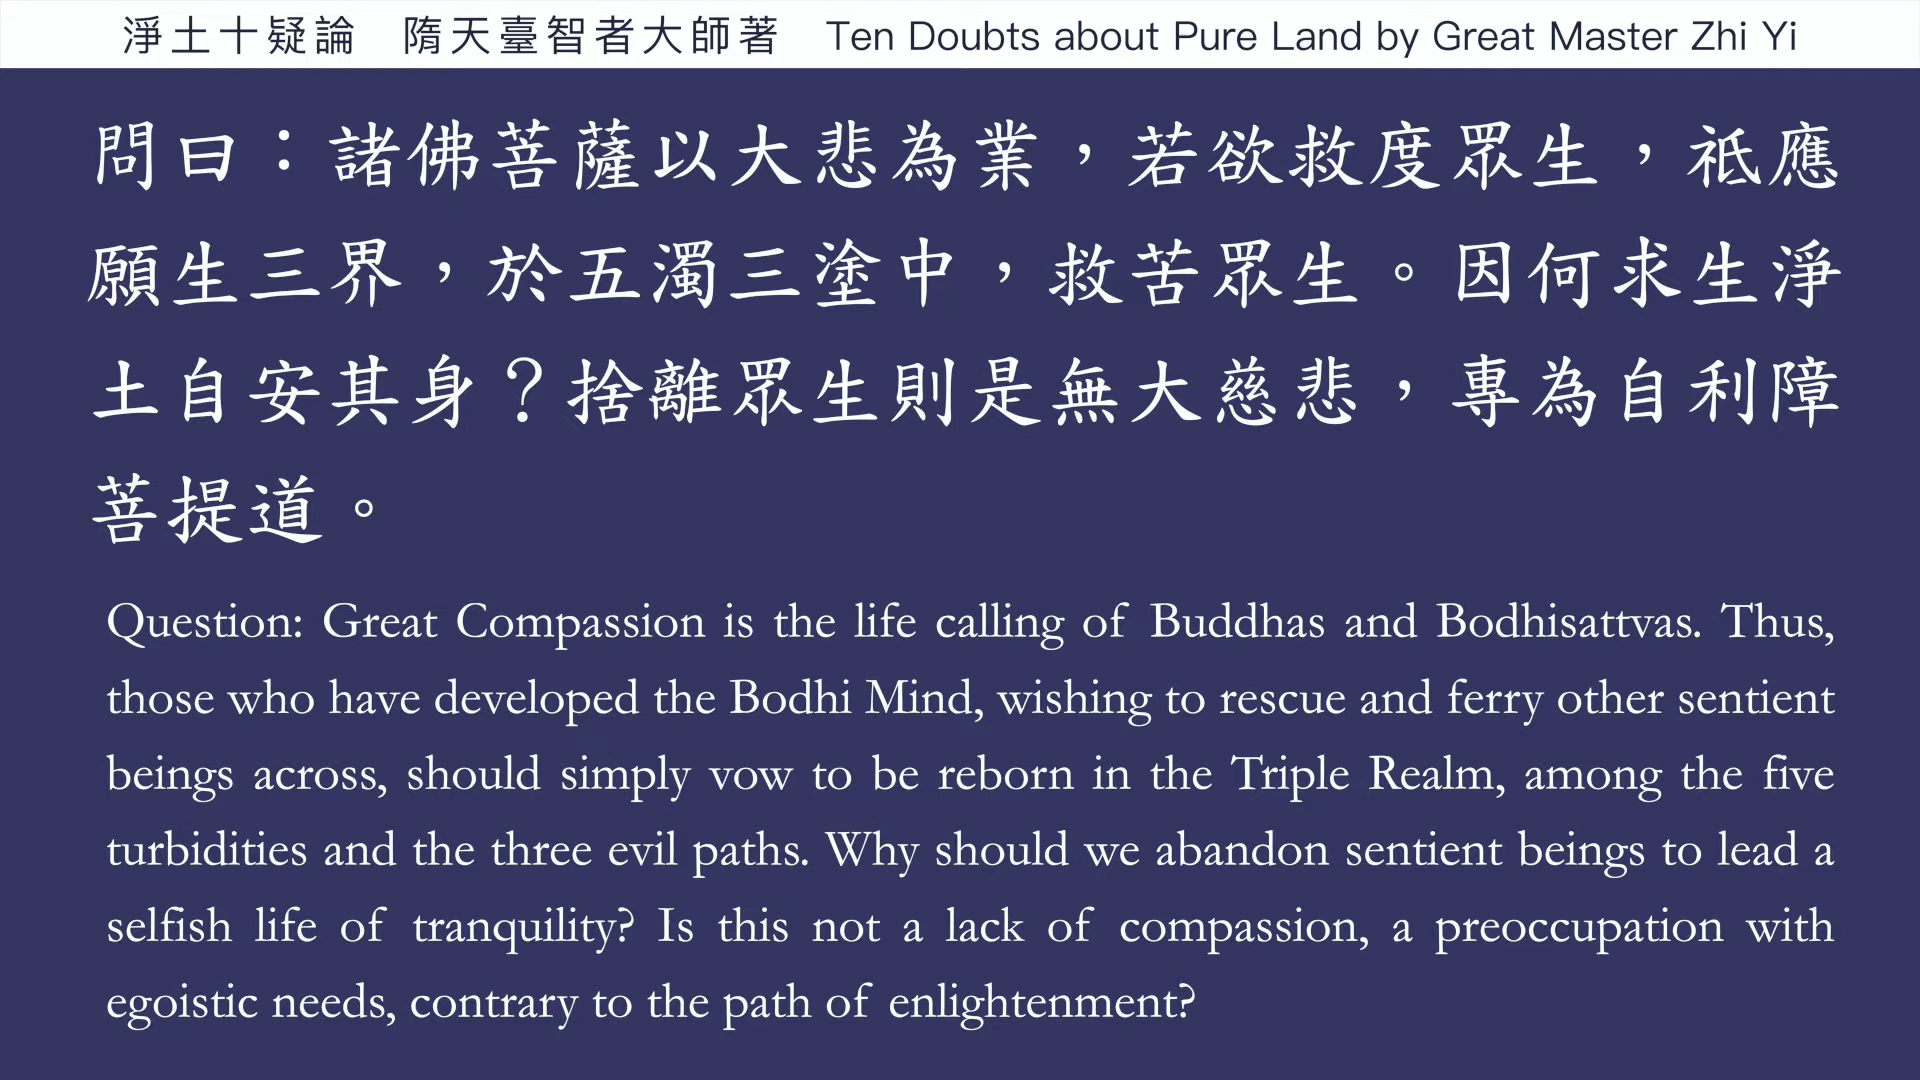 淨土十疑論　隋天臺智者大師著　Ten Doubts about Pure Land by Great Master Zhi Yi
問曰：諸佛菩薩以大悲為業，若欲救度眾生，祇應
願生三界，於五濁三塗中，救苦眾生。因何求生淨
土自安其身？捨離眾生則是無大慈悲，專為自利障
菩提道。
Question: Great Compassion is the life calling of Buddhas and Bodhisattvas. Thus,
those who have developed the Bodhi Mind, wishing to rescue and ferry other sentient
beings across, should simply vow to be reborn in the Triple Realm, among the five
turbidities and the three evil paths. Why should we abandon sentient beings to lead a
selfish life of tranquility? Is this not a lack of compassion, a preoccupation with
egoistic needs, contrary to the path of enlightenment?